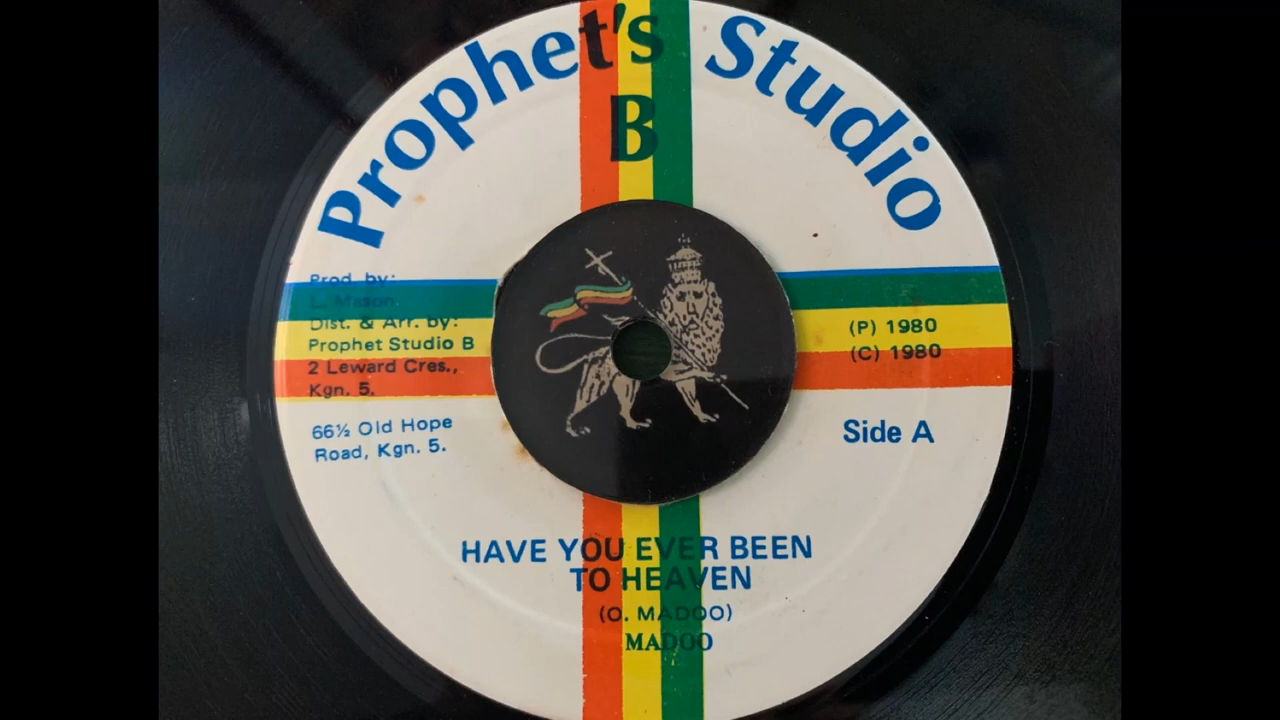 Prophet's Studio
B
Prod. by:
L. Mason
Dist. & Arr. by:
Prophet Studio B
2 Leward Cres.,
Kgn. 5.
66½ Old Hope
Road, Kgn. 5.
(P) 1980
(C) 1980
Side A
HAVE YOU EVER BEEN
TO HEAVEN
(O. MADOO)
MADOO